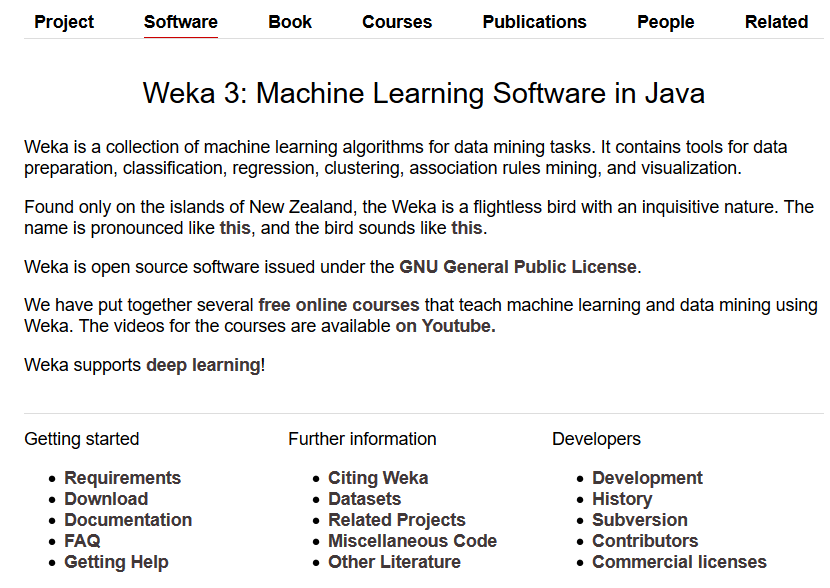 Project Software Book Courses Publications People Related
Weka 3: Machine Learning Software in Java
Weka is a collection of machine learning algorithms for data mining tasks. It contains tools for data
preparation, classification, regression, clustering, association rules mining, and visualization.
Found only on the islands of New Zealand, the Weka is a flightless bird with an inquisitive nature. The
name is pronounced like this, and the bird sounds like this.
Weka is open source software issued under the GNU General Public License.
We have put together several free online courses that teach machine learning and data mining using
Weka. The videos for the courses are available on Youtube.
Weka supports deep learning!
Getting started
Requirements
Download
Documentation
FAQ
Getting Help
Further information
Citing Weka
Datasets
Related Projects
Miscellaneous Code
Other Literature
Developers
Development
History
Subversion
Contributors
Commercial licenses